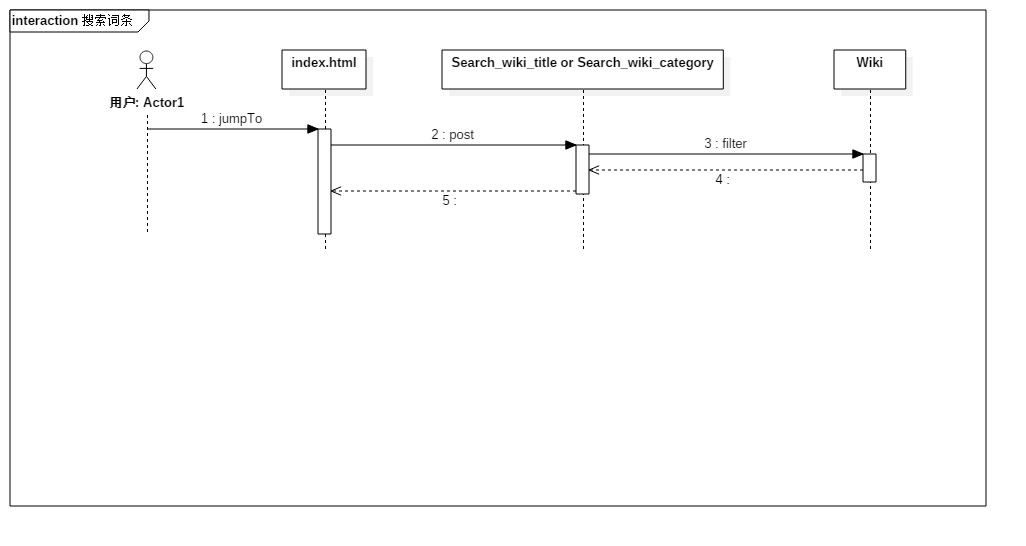 interaction 搜索词条
index.html
Search_wiki_title or Search_wiki_category
Wiki
用户: Actor1
1 : jumpTo
2 : post
3 : filter
4 :
5 :